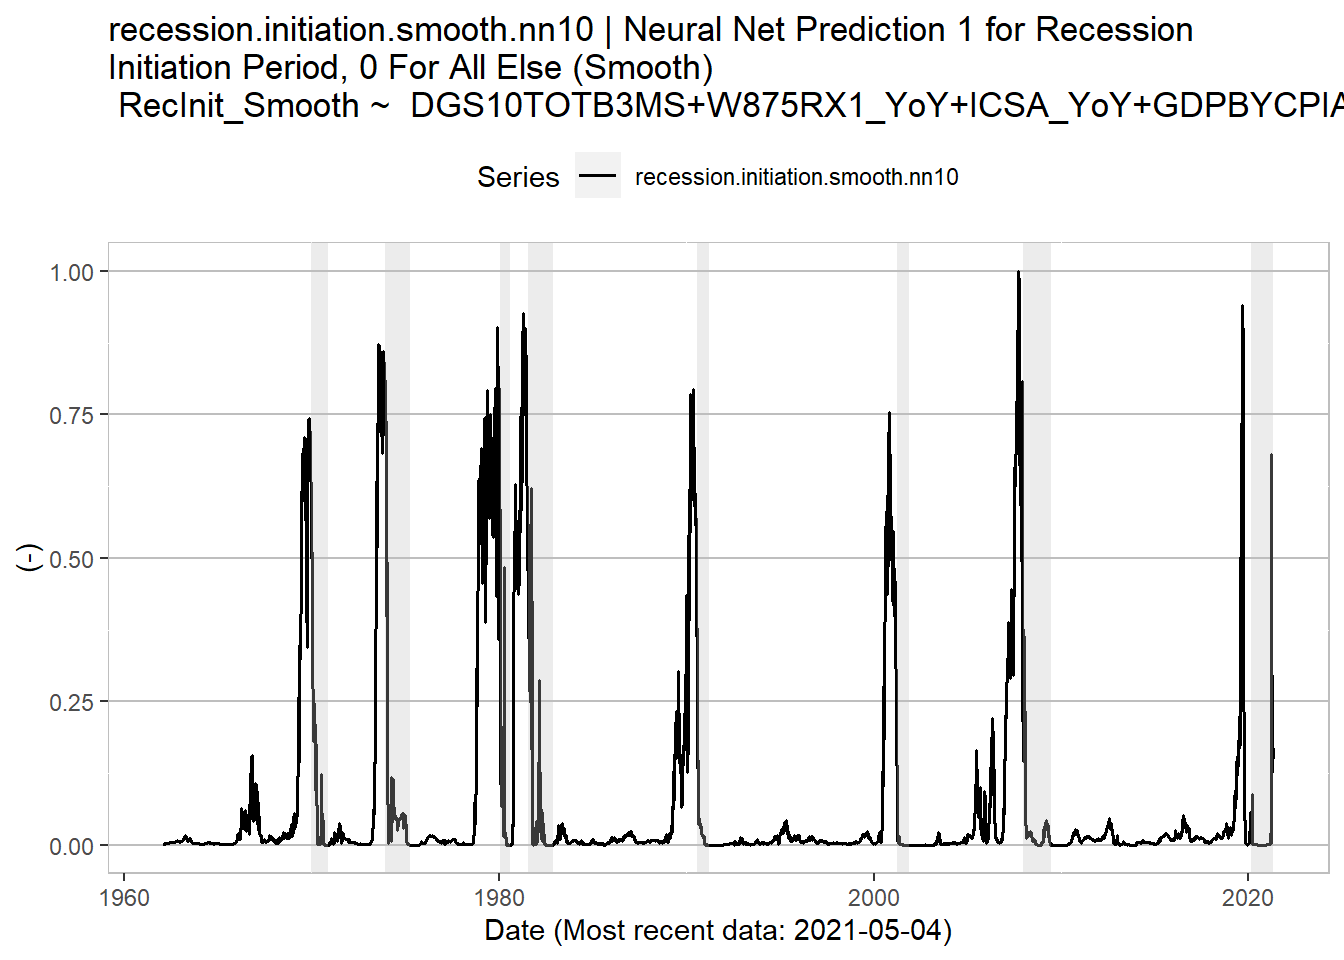 recession.initiation.smooth.nn10 | Neural Net Prediction 1 for Recession
Initiation Period, 0 For All Else (Smooth)
RecInit_Smooth ~ DGS10TOTB3MS+W875RX1_YoY+ICSA_YoY+GDPBYCPIA
Series recession.initiation.smooth.nn10
1.00
0.75
0.50
0.25
0.00
(-)
1960 1980 2000 2020
Date (Most recent data: 2021-05-04)